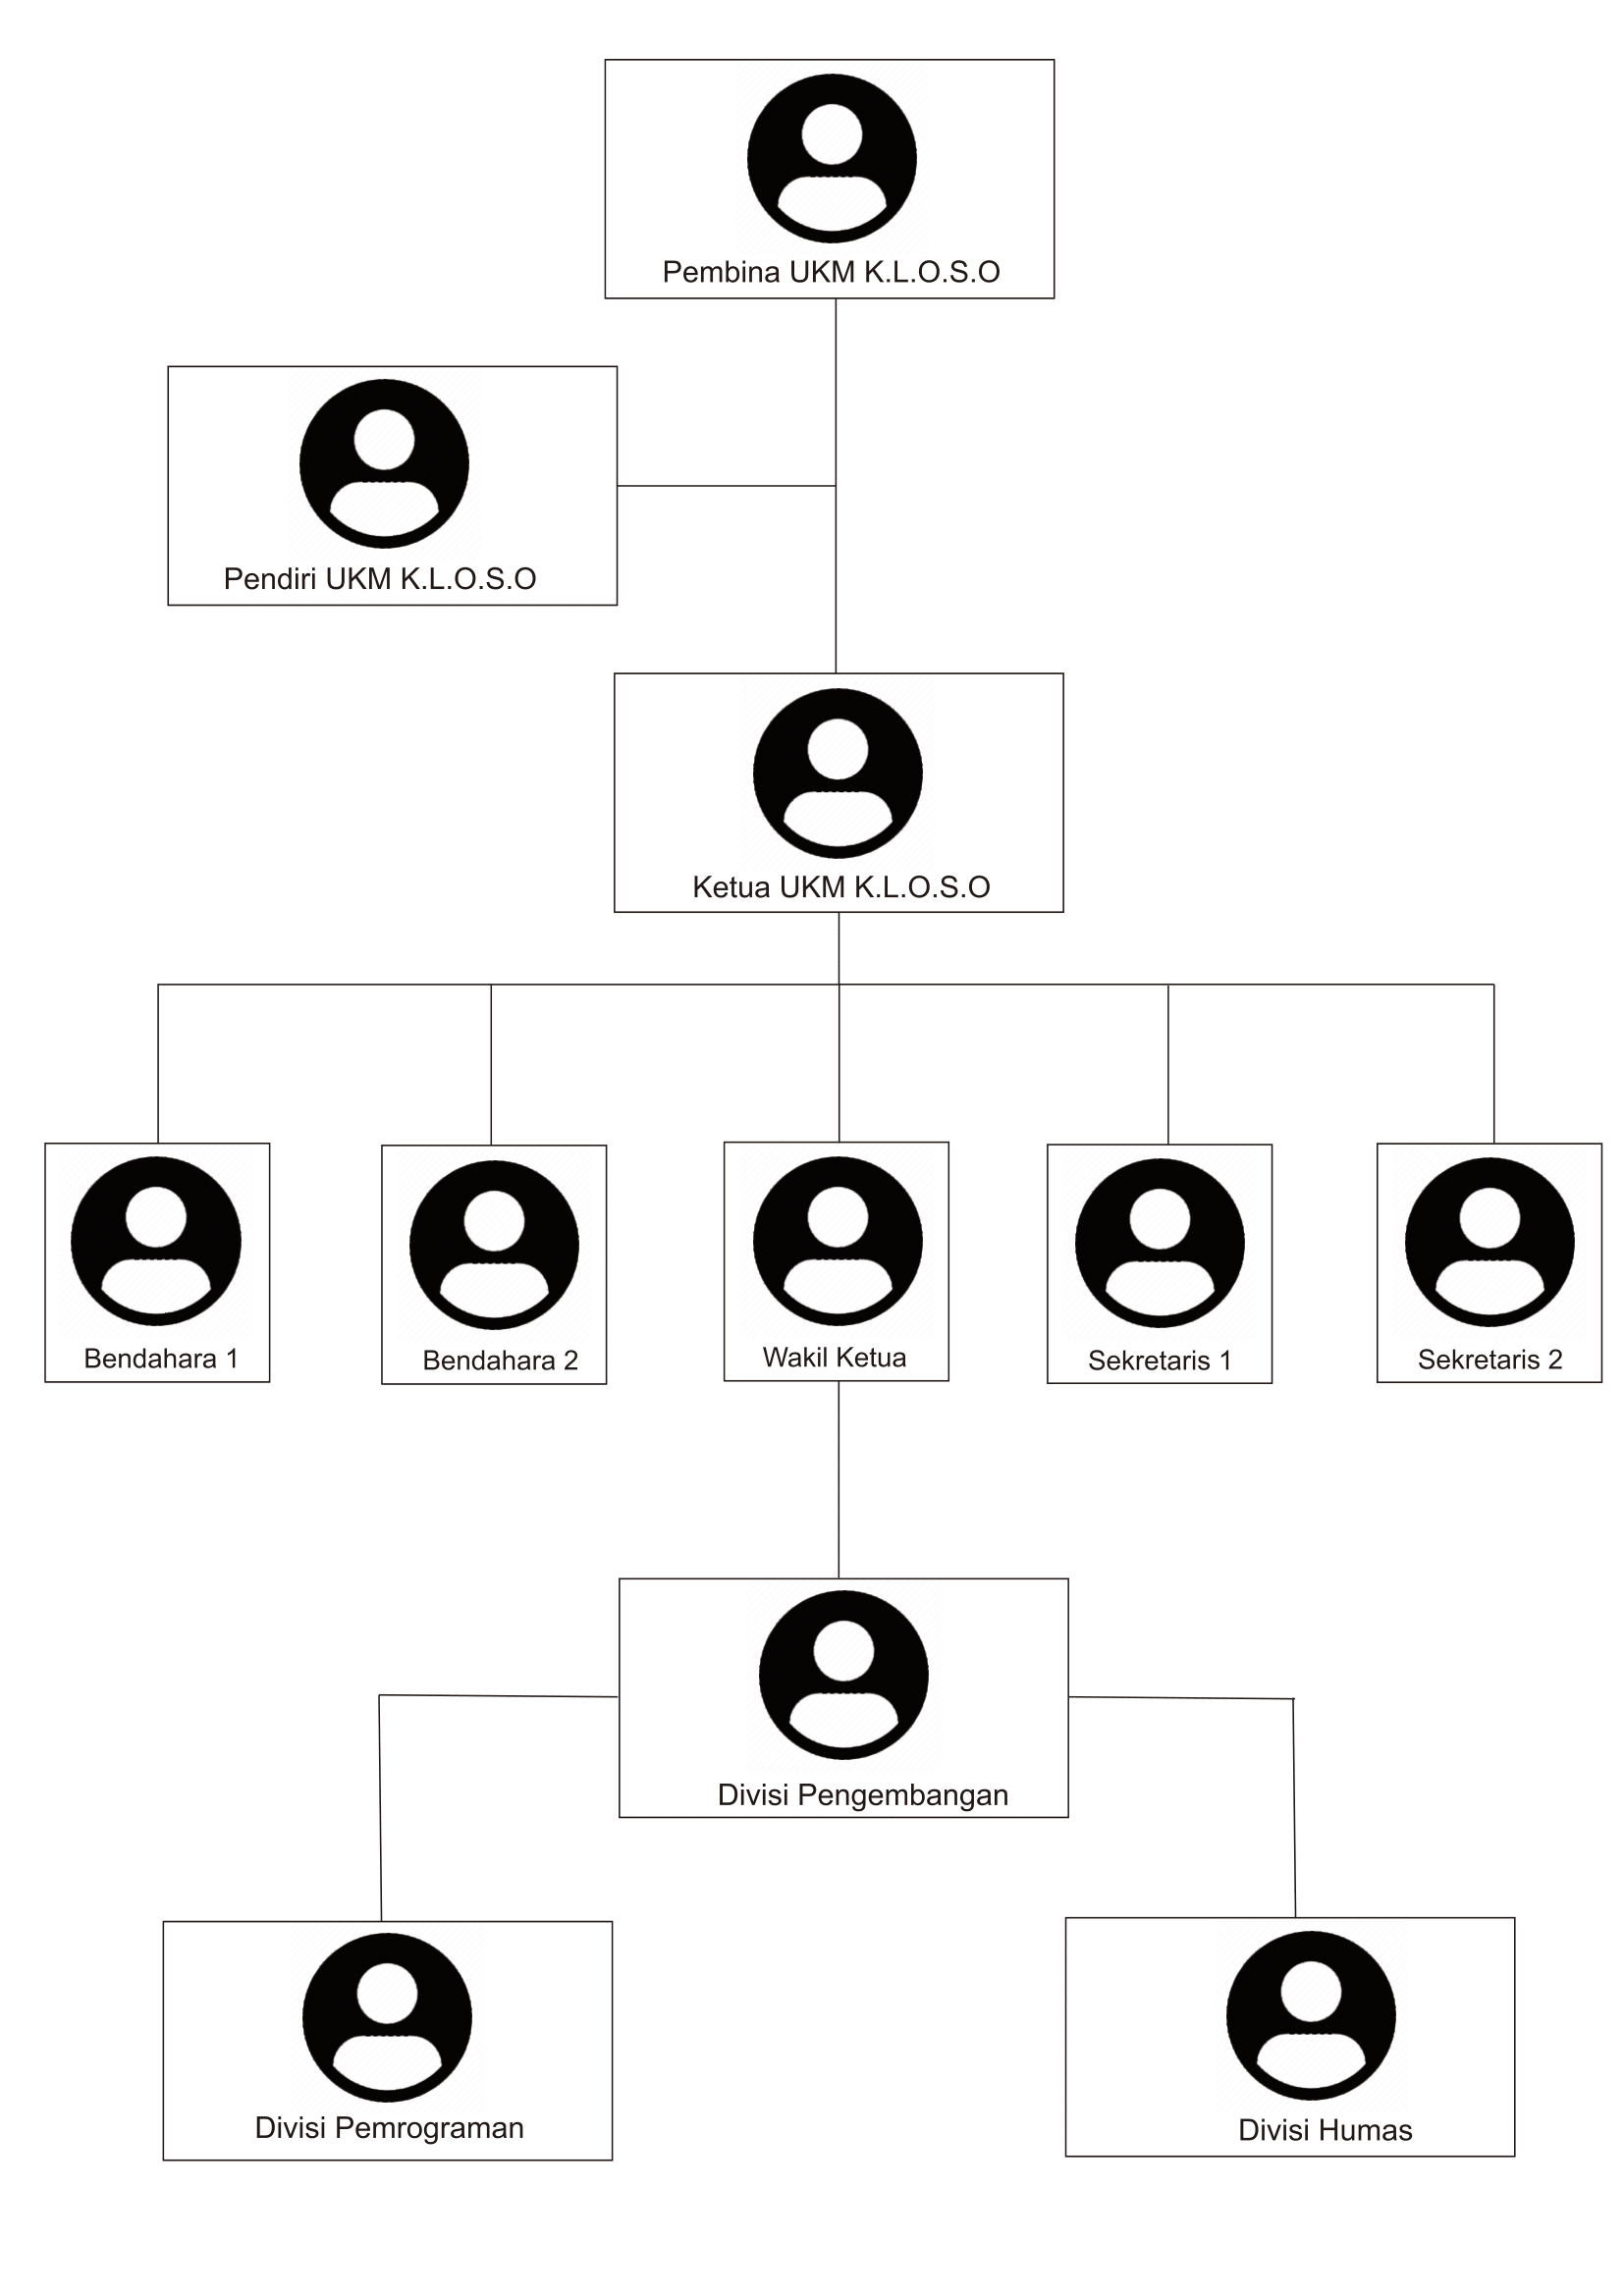 Pembina UKM K.L.O.S.O
Pendiri UKM K.L.O.S.O
Ketua UKM K.L.O.S.O
Bendahara 1
Bendahara 2
Wakil Ketua
Sekretaris 1
Sekretaris 2
Divisi Pengembangan
Divisi Pemrograman
Divisi Humas